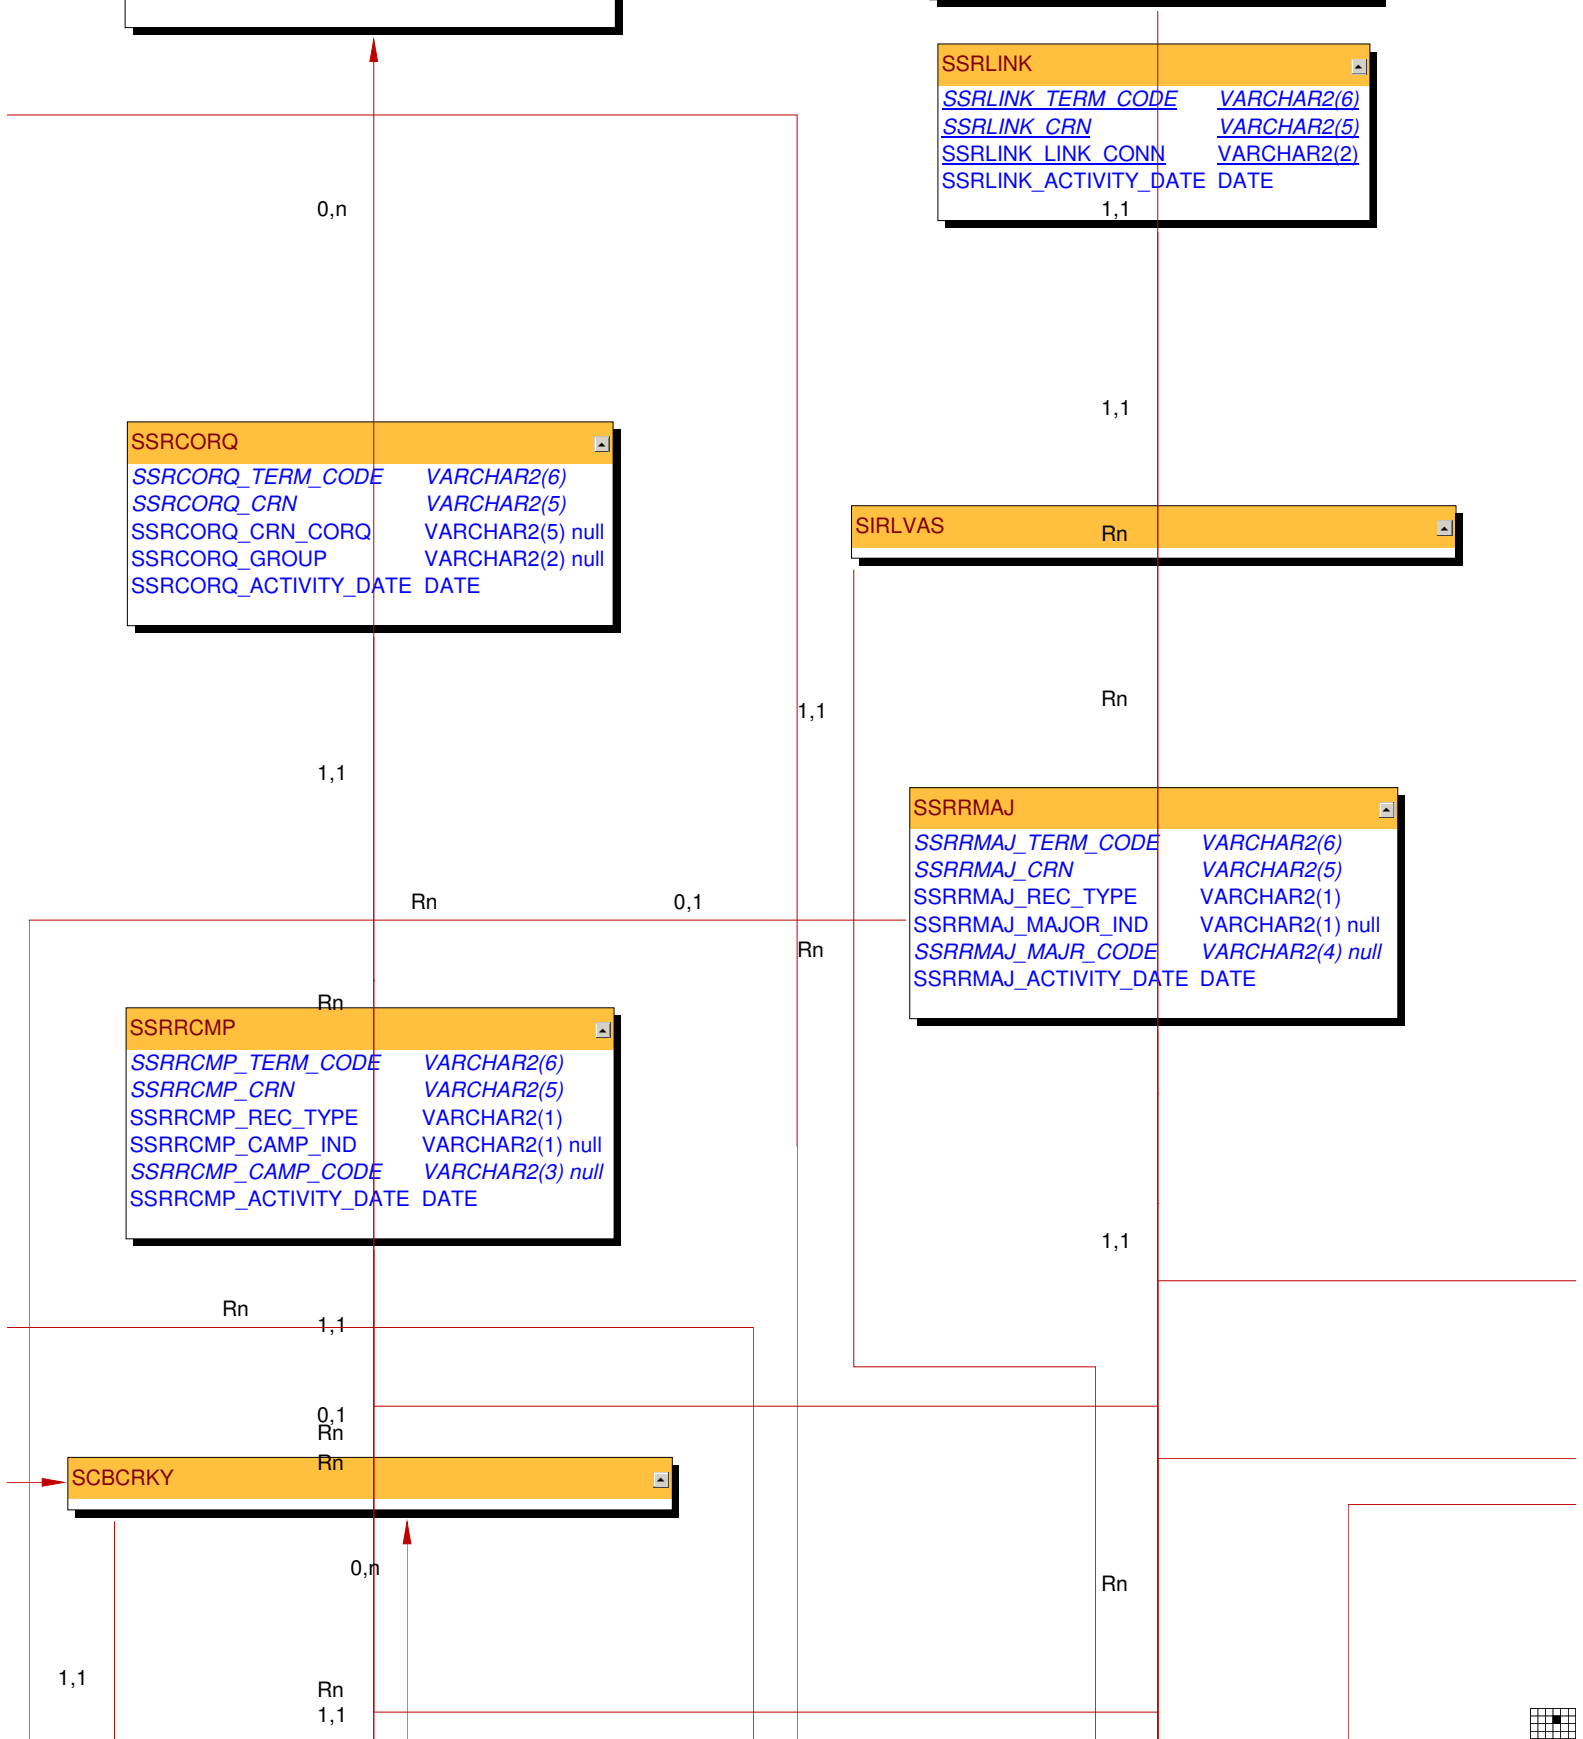 SSRLINK
SSRLINK_TERM_CODE VARCHAR2(6)
SSRLINK_CRN VARCHAR2(5)
SSRLINK_LINK_CONN VARCHAR2(2)
SSRLINK_ACTIVITY_DATE DATE
1,1
0,n
1,1
SSRCORQ
SSRCORQ_TERM_CODE VARCHAR2(6)
SSRCORQ_CRN VARCHAR2(5)
SSRCORQ_CRN_CORQ VARCHAR2(5) null
SSRCORQ_GROUP VARCHAR2(2) null
SSRCORQ_ACTIVITY_DATE DATE
SIRLVAS
Rn
Rn
1,1
1,1
SSRRMAJ
SSRRMAJ_TERM_CODE VARCHAR2(6)
SSRRMAJ_CRN VARCHAR2(5)
SSRRMAJ_REC_TYPE VARCHAR2(1)
SSRRMAJ_MAJOR_IND VARCHAR2(1) null
SSRRMAJ_MAJR_CODE VARCHAR2(4) null
SSRRMAJ_ACTIVITY_DATE DATE
Rn
0,1
Rn
Rn
SSRRCMP
SSRRCMP_TERM_CODE VARCHAR2(6)
SSRRCMP_CRN VARCHAR2(5)
SSRRCMP_REC_TYPE VARCHAR2(1)
SSRRCMP_CAMP_IND VARCHAR2(1) null
SSRRCMP_CAMP_CODE VARCHAR2(3) null
SSRRCMP_ACTIVITY_DATE DATE
1,1
Rn
1,1
0,1
Rn
Rn
SCBCRKY
0,n
Rn
1,1
Rn
1,1